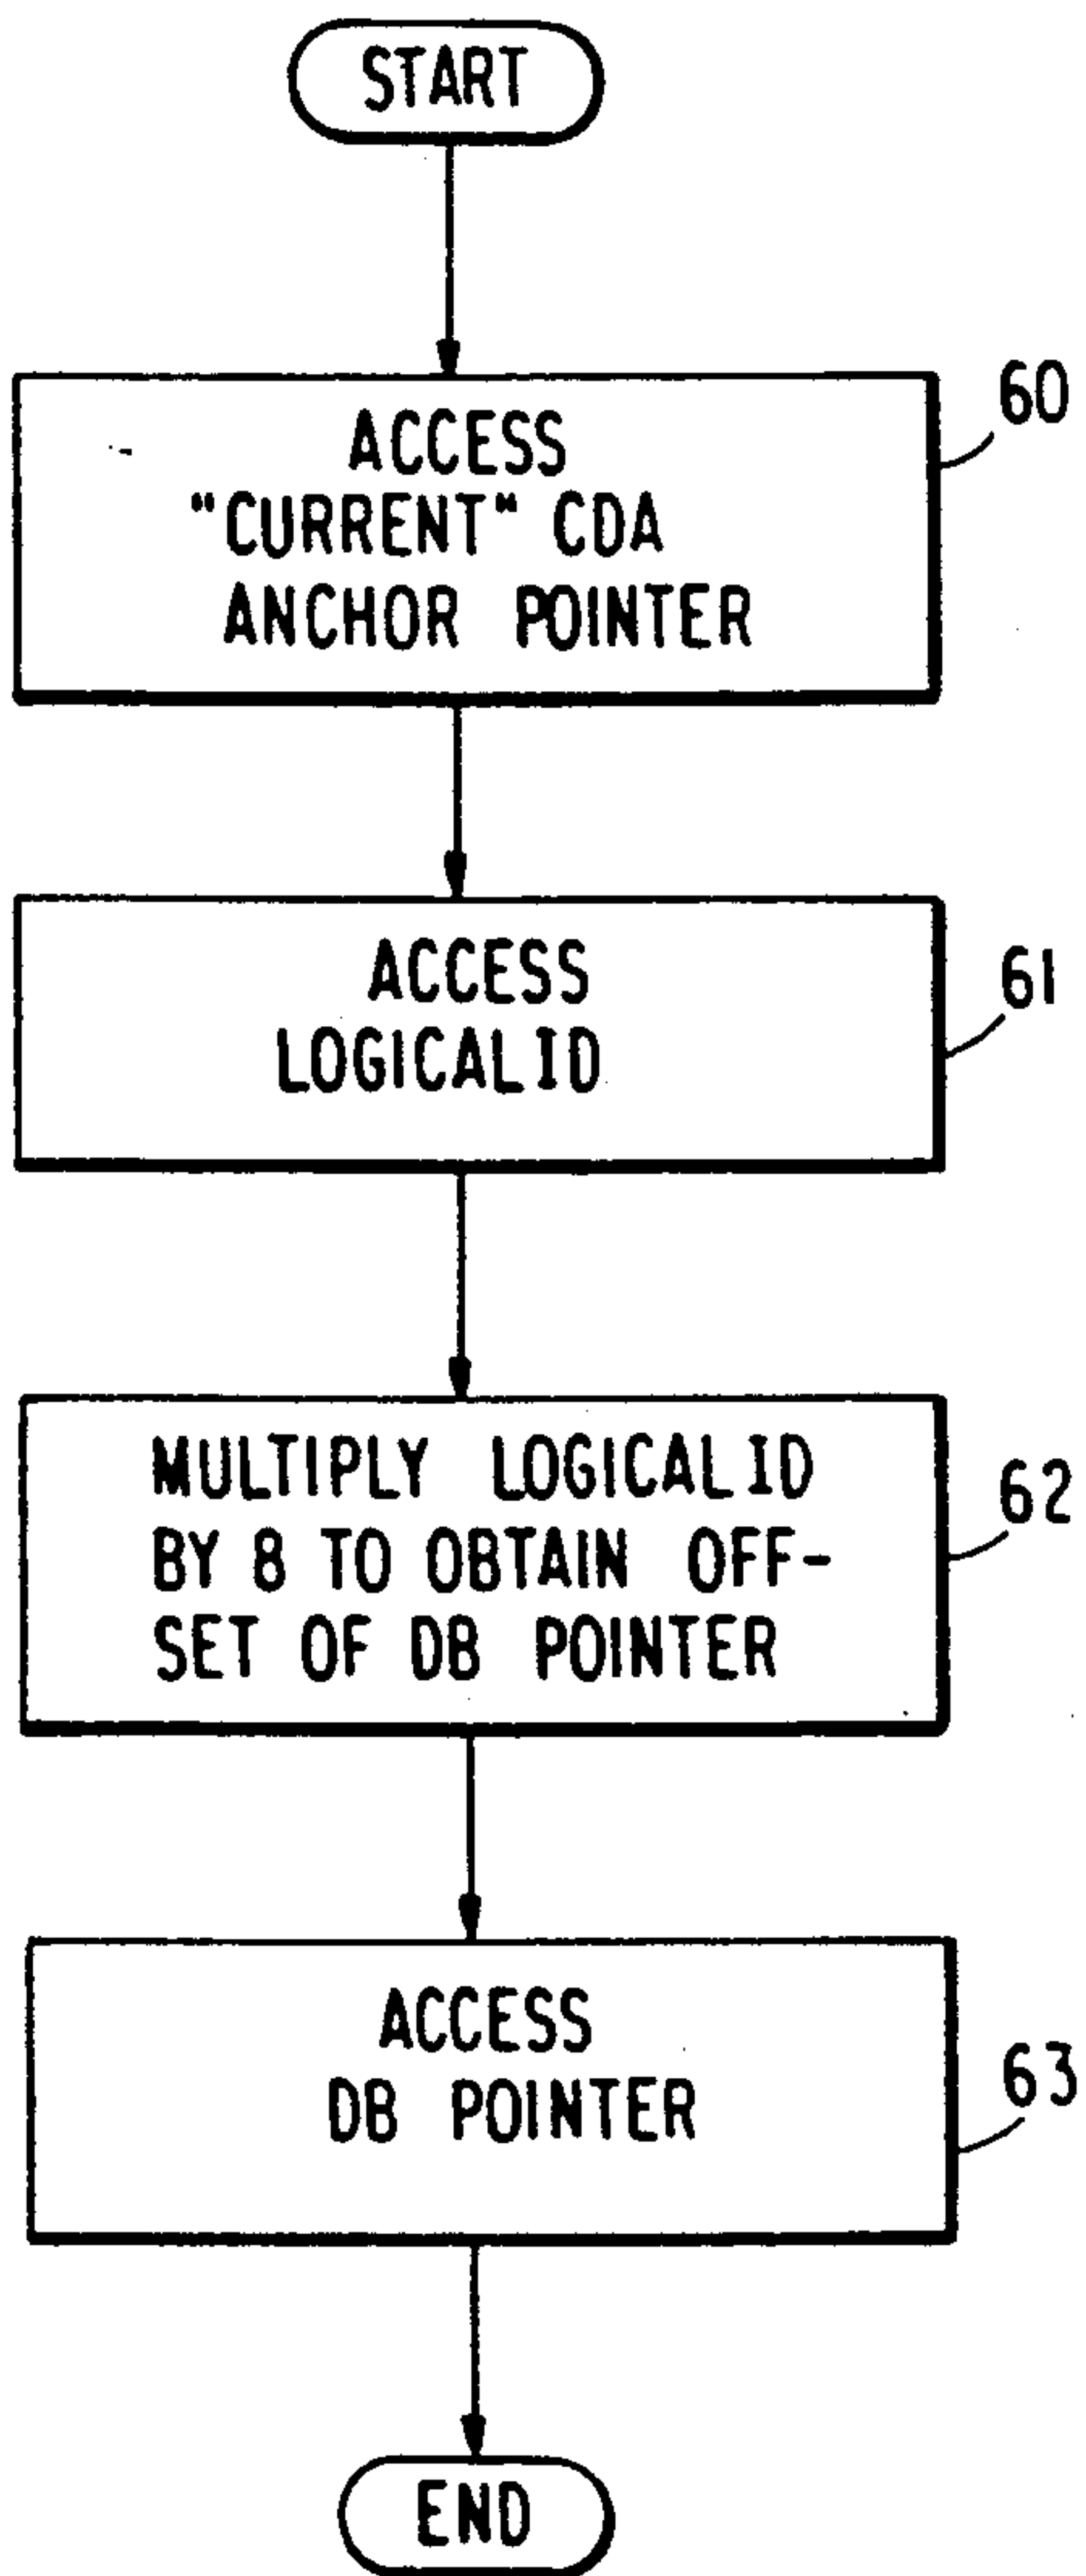 START
60
ACCESS
"CURRENT" CDA
ANCHOR POINTER
61
ACCESS
LOGICALID
62
MULTIPLY LOGICALID
BY 8 TO OBTAIN OFF-
SET OF DB POINTER
63
ACCESS
DB POINTER
END